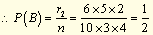 ∴ P(B) = r₂/n = (6×5×2)/(10×3×4) = 1/2